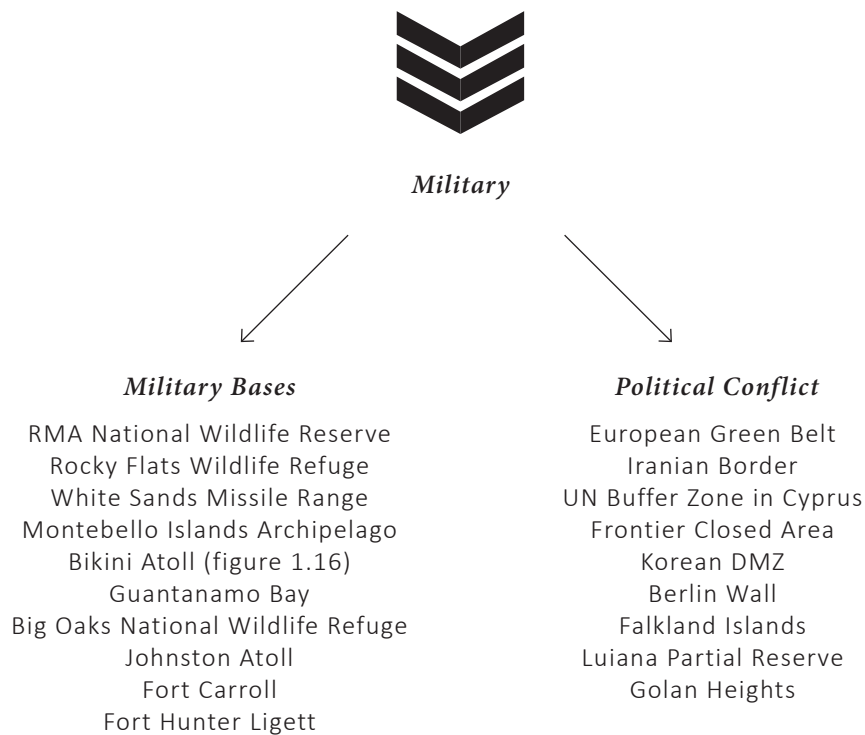 Military
Military Bases
RMA National Wildlife Reserve
Rocky Flats Wildlife Refuge
White Sands Missile Range
Montebello Islands Archipelago
Bikini Atoll (figure 1.16)
Guantanamo Bay
Big Oaks National Wildlife Refuge
Johnston Atoll
Fort Carroll
Fort Hunter Ligett
Political Conflict
European Green Belt
Iranian Border
UN Buffer Zone in Cyprus
Frontier Closed Area
Korean DMZ
Berlin Wall
Falkland Islands
Luiana Partial Reserve
Golan Heights